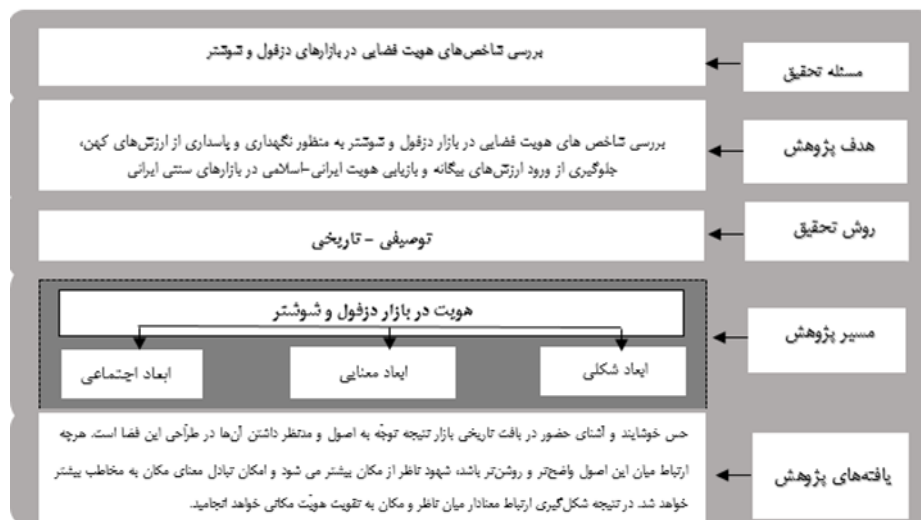 مسئله تحقیق
بررسی شاخص‌های هویت فضایی در بازارهای دزفول و شوشتر
هدف پژوهش
بررسی شاخص های هویت فضایی در بازار دزفول و شوشتر به منظور نگهداری و پاسداری از ارزش‌های کهن،
جلوگیری از ورود ارزش‌های بیگانه و بازیابی هویت ایرانی-اسلامی در بازارهای سنتی ایرانی
روش تحقیق
توصیفی - تاریخی
مسیر پژوهش
هویت در بازار دزفول و شوشتر
ابعاد شکلی
ابعاد معنایی
ابعاد اجتماعی
یافته‌های پژوهش
حس خوشایند و آشنای حضور در بافت تاریخی بازار نتیجه توجّه به اصول و مدنظر داشتن آن‌ها در طرّاحی این فضا است. هرچه
ارتباط میان این اصول واضح‌تر و روشن‌تر باشد، شهود ناظر از مکان بیشتر می شود و امکان تبادل معنای مکان به مخاطب بیشتر
خواهد شد. در نتیجه شکل‌گیری ارتباط معنادار میان ناظر و مکان به تقویت هویّت مکانی خواهد انجامید.